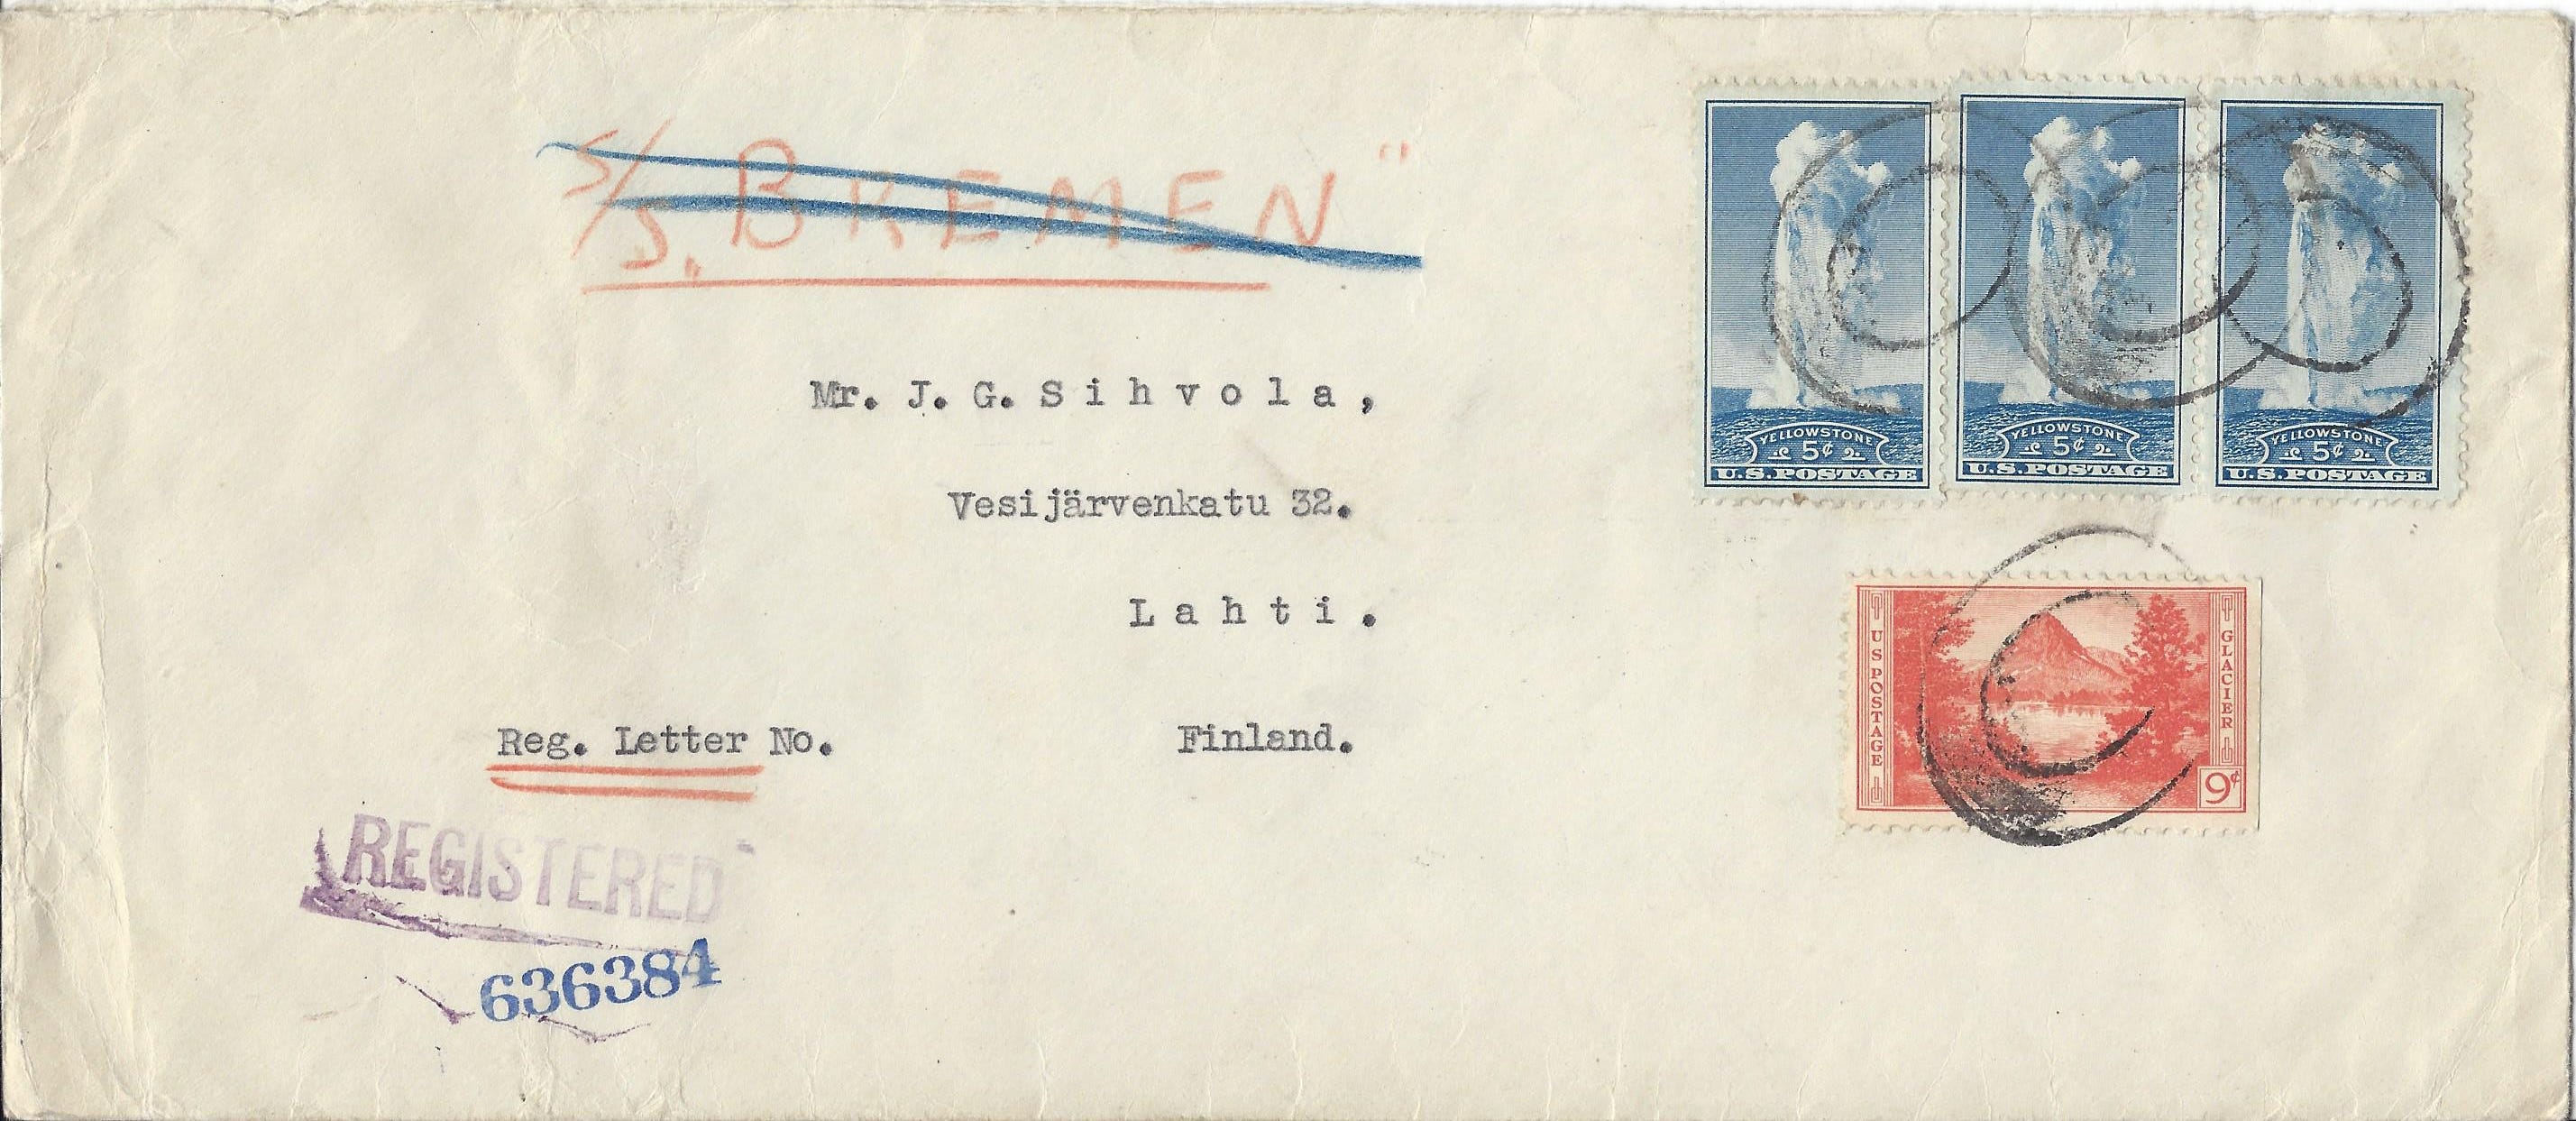 S/S. „BREMEN"
YELLOWSTONE
5¢
U.S. POSTAGE
YELLOWSTONE
5¢
U.S. POSTAGE
YELLOWSTONE
5¢
U.S. POSTAGE
Mr. J. G. Sihvola,
Vesijärvenkatu 32.
Lahti.
Reg. Letter No.
Finland.
US POSTAGE
GLACIER
9¢
REGISTERED
636384